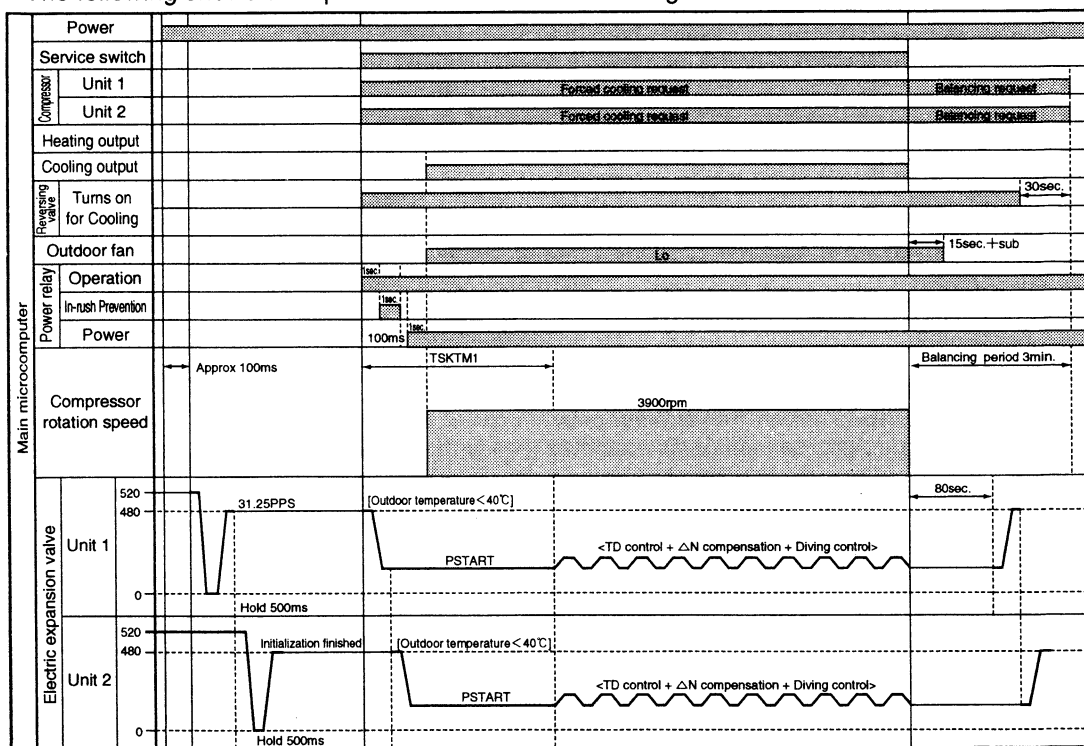 Power
Service switch
Compressor
Unit 1
Forced cooling request
Balancing request
Unit 2
Forced cooling request
Balancing request
Heating output
Cooling output
Reversing valve
Turns on for Cooling
30sec.
Outdoor fan
Lo
15sec.+sub
Power relay
Operation
1sec.
In-rush Prevention
1sec.
Power
100ms
1sec.
Main microcomputer
Approx 100ms
TSKTM1
Balancing period 3min.
Compressor rotation speed
3900rpm
Electric expansion valve
Unit 1
520
480
0
31.25PPS
[Outdoor temperature<40℃]
80sec.
PSTART
<TD control + △N compensation + Diving control>
Hold 500ms
Unit 2
520
480
0
Initialization finished
[Outdoor temperature<40℃]
PSTART
<TD control + △N compensation + Diving control>
Hold 500ms